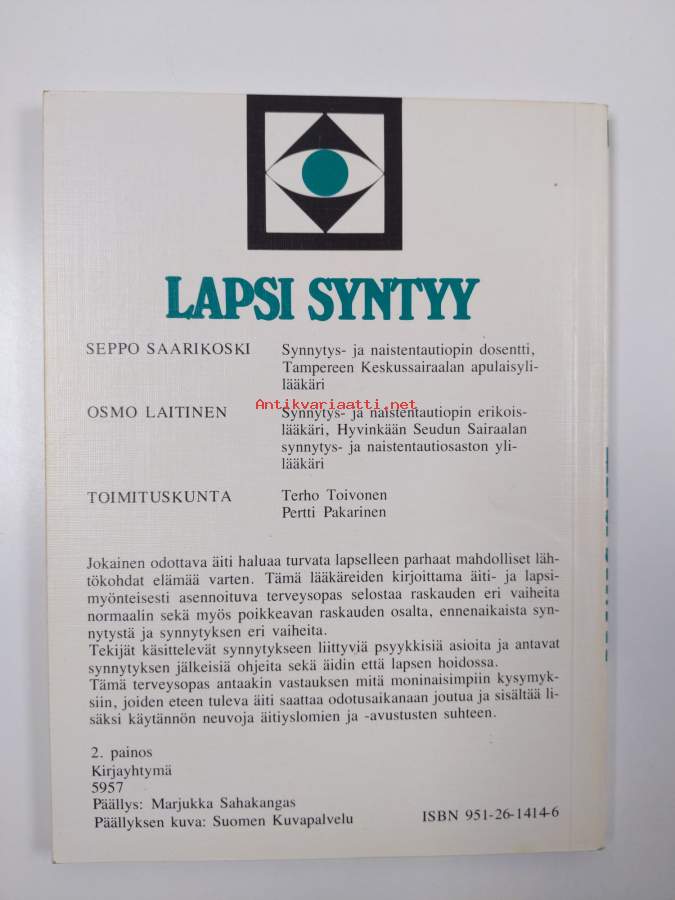 LAPSI SYNTYY
SEPPO SAARIKOSKI Synnytys- ja naistentautiopin dosentti,
Tampereen Keskussairaalan apulaisyli-
lääkäri
Antikvariaatti.net
OSMO LAITINEN Synnytys- ja naistentautiopin erikois-
lääkäri, Hyvinkään Seudun Sairaalan
synnytys- ja naistentautiosaston yli-
lääkäri
TOIMITUSKUNTA Terho Toivonen
Pertti Pakarinen
Jokainen odottava äiti haluaa turvata lapselleen parhaat mahdolliset läh-
tökohdat elämää varten. Tämä lääkäreiden kirjoittama äiti- ja lapsi-
myönteisesti asennoituva terveysopas selostaa raskauden eri vaiheita
normaalin sekä myös poikkeavan raskauden osalta, ennenaikaista syn-
nytystä ja synnytyksen eri vaiheita.
Tekijät käsittelevät synnytykseen liittyviä psyykkisiä asioita ja antavat
synnytyksen jälkeisiä ohjeita sekä äidin että lapsen hoidossa.
Tämä terveysopas antaakin vastauksen mitä moninaisimpiin kysymyk-
siin, joiden eteen tuleva äiti saattaa odotusaikanaan joutua ja sisältää li-
säksi käytännön neuvoja äitiyslomien ja -avustusten suhteen.
2. painos
Kirjayhtymä
5957
Päällys: Marjukka Sahakangas
Päällyksen kuva: Suomen Kuvapalvelu ISBN 951-26-1414-6